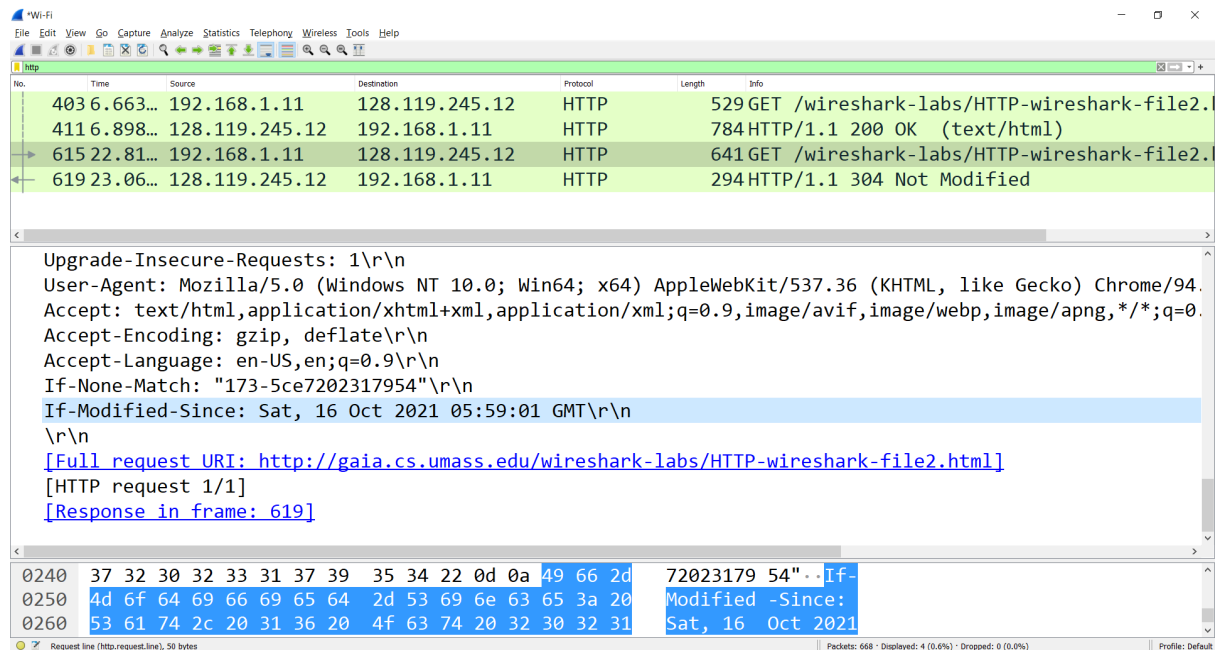 *Wi-Fi
File Edit View Go Capture Analyze Statistics Telephony Wireless Tools Help
http
No. Time Source Destination Protocol Length Info
403 6.663… 192.168.1.11 128.119.245.12 HTTP 529 GET /wireshark-labs/HTTP-wireshark-file2.
411 6.898… 128.119.245.12 192.168.1.11 HTTP 784 HTTP/1.1 200 OK (text/html)
615 22.81… 192.168.1.11 128.119.245.12 HTTP 641 GET /wireshark-labs/HTTP-wireshark-file2.
619 23.06… 128.119.245.12 192.168.1.11 HTTP 294 HTTP/1.1 304 Not Modified
Upgrade-Insecure-Requests: 1\r\n
User-Agent: Mozilla/5.0 (Windows NT 10.0; Win64; x64) AppleWebKit/537.36 (KHTML, like Gecko) Chrome/94.
Accept: text/html,application/xhtml+xml,application/xml;q=0.9,image/avif,image/webp,image/apng,*/*;q=0.
Accept-Encoding: gzip, deflate\r\n
Accept-Language: en-US,en;q=0.9\r\n
If-None-Match: "173-5ce7202317954"\r\n
If-Modified-Since: Sat, 16 Oct 2021 05:59:01 GMT\r\n
\r\n
[Full request URI: http://gaia.cs.umass.edu/wireshark-labs/HTTP-wireshark-file2.html]
[HTTP request 1/1]
[Response in frame: 619]
0240 37 32 30 32 33 31 37 39 35 34 22 0d 0a 49 66 2d 72023179 54"··If-
0250 4d 6f 64 69 66 69 65 64 2d 53 69 6e 63 65 3a 20 Modified -Since:
0260 53 61 74 2c 20 31 36 20 4f 63 74 20 32 30 32 31 Sat, 16 Oct 2021
Request line (http.request.line), 50 bytes Packets: 668 · Displayed: 4 (0.6%) · Dropped: 0 (0.0%) Profile: Default